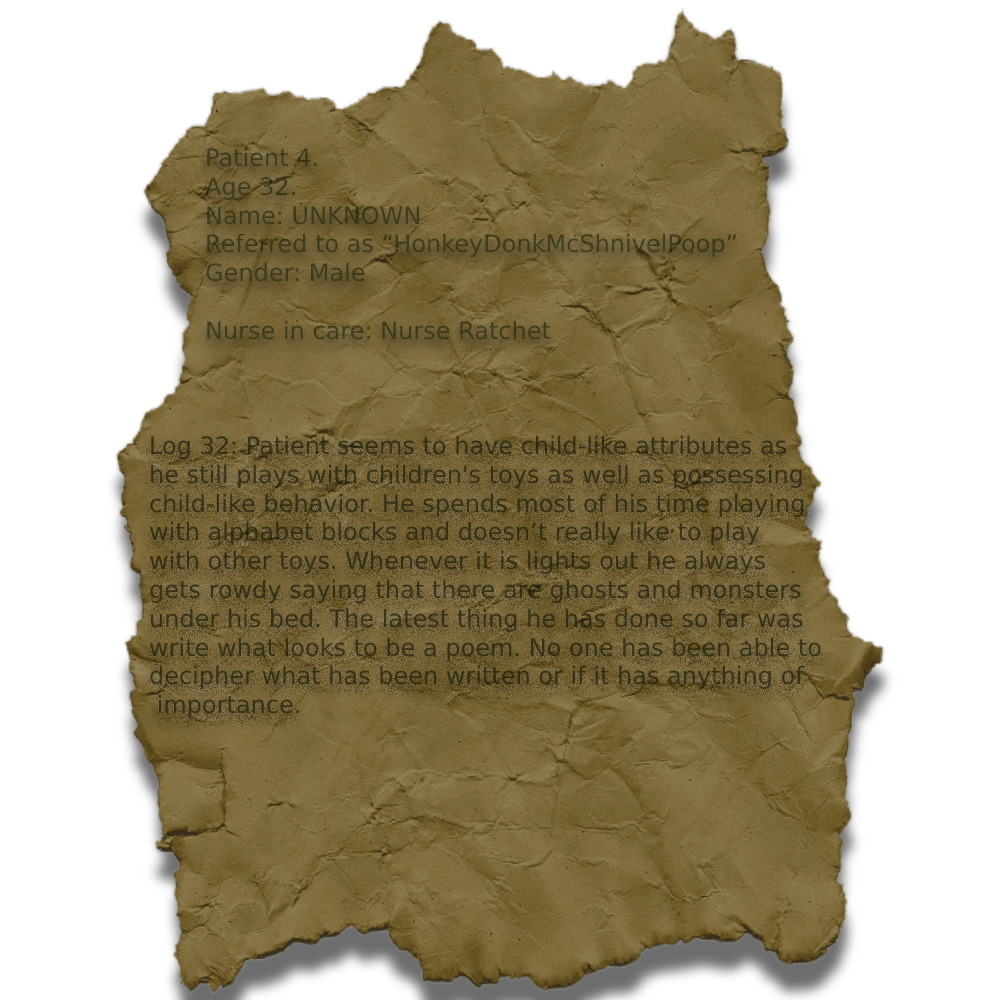 Patient 4.
Age 32.
Name: UNKNOWN
Referred to as “HonkeyDonkMcShnivelPoop”
Gender: Male
Nurse in care: Nurse Ratchet
Log 32: Patient seems to have child-like attributes as
he still plays with children's toys as well as possessing
child-like behavior. He spends most of his time playing
with alphabet blocks and doesn’t really like to play
with other toys. Whenever it is lights out he always
gets rowdy saying that there are ghosts and monsters
under his bed. The latest thing he has done so far was
write what looks to be a poem. No one has been able to
decipher what has been written or if it has anything of
importance.